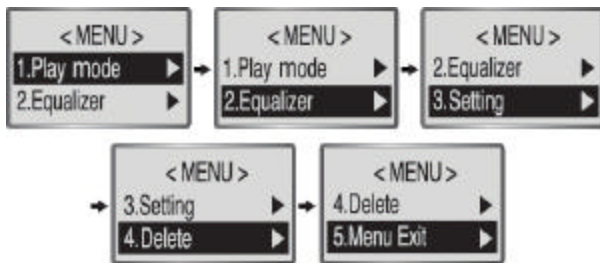 <MENU>
1.Play mode
2.Equalizer
<MENU>
1.Play mode
2.Equalizer
<MENU>
2.Equalizer
3.Setting
<MENU>
3.Setting
4.Delete
<MENU>
4.Delete
5.Menu Exit